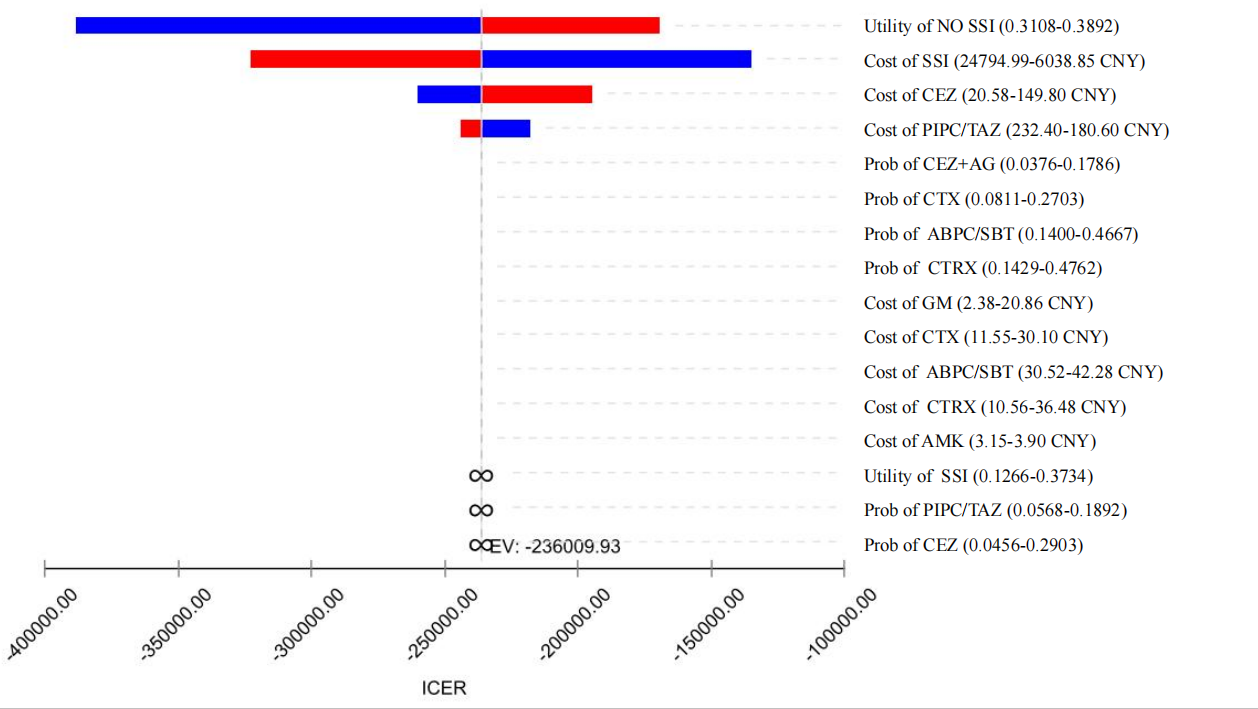 Utility of NO SSI (0.3108-0.3892)
Cost of SSI (24794.99-6038.85 CNY)
Cost of CEZ (20.58-149.80 CNY)
Cost of PIPC/TAZ (232.40-180.60 CNY)
Prob of CEZ+AG (0.0376-0.1786)
Prob of CTX (0.0811-0.2703)
Prob of ABPC/SBT (0.1400-0.4667)
Prob of CTRX (0.1429-0.4762)
Cost of GM (2.38-20.86 CNY)
Cost of CTX (11.55-30.10 CNY)
Cost of ABPC/SBT (30.52-42.28 CNY)
Cost of CTRX (10.56-36.48 CNY)
Cost of AMK (3.15-3.90 CNY)
∞ Utility of SSI (0.1266-0.3734)
∞ Prob of PIPC/TAZ (0.0568-0.1892)
∞ EV: -236009.93 Prob of CEZ (0.0456-0.2903)
-400000.00 -350000.00 -300000.00 -250000.00 -200000.00 -150000.00 -100000.00
ICER